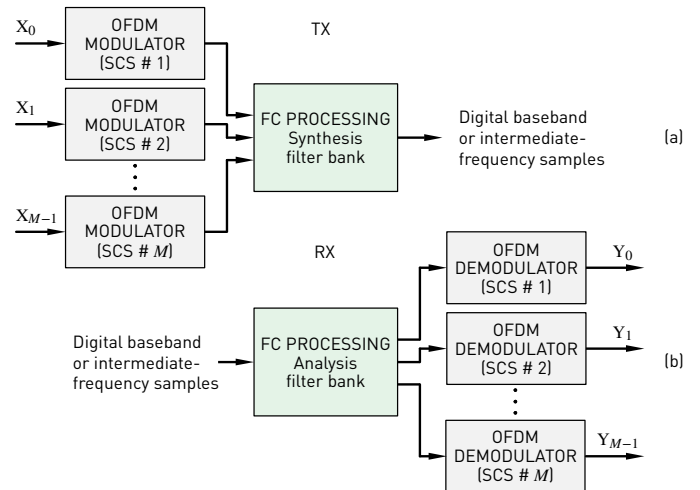 X0
OFDM
MODULATOR
(SCS # 1)
TX
X1
OFDM
MODULATOR
(SCS # 2)
XM−1
OFDM
MODULATOR
(SCS # M)
FC PROCESSING
Synthesis
filter bank
Digital baseband
or intermediate-
frequency samples
(a)
RX
Digital baseband
or intermediate-
frequency samples
FC PROCESSING
Analysis
filter bank
OFDM
DEMODULATOR
(SCS # 1)
Y0
OFDM
DEMODULATOR
(SCS # 2)
Y1
(b)
OFDM
DEMODULATOR
(SCS # M)
YM−1